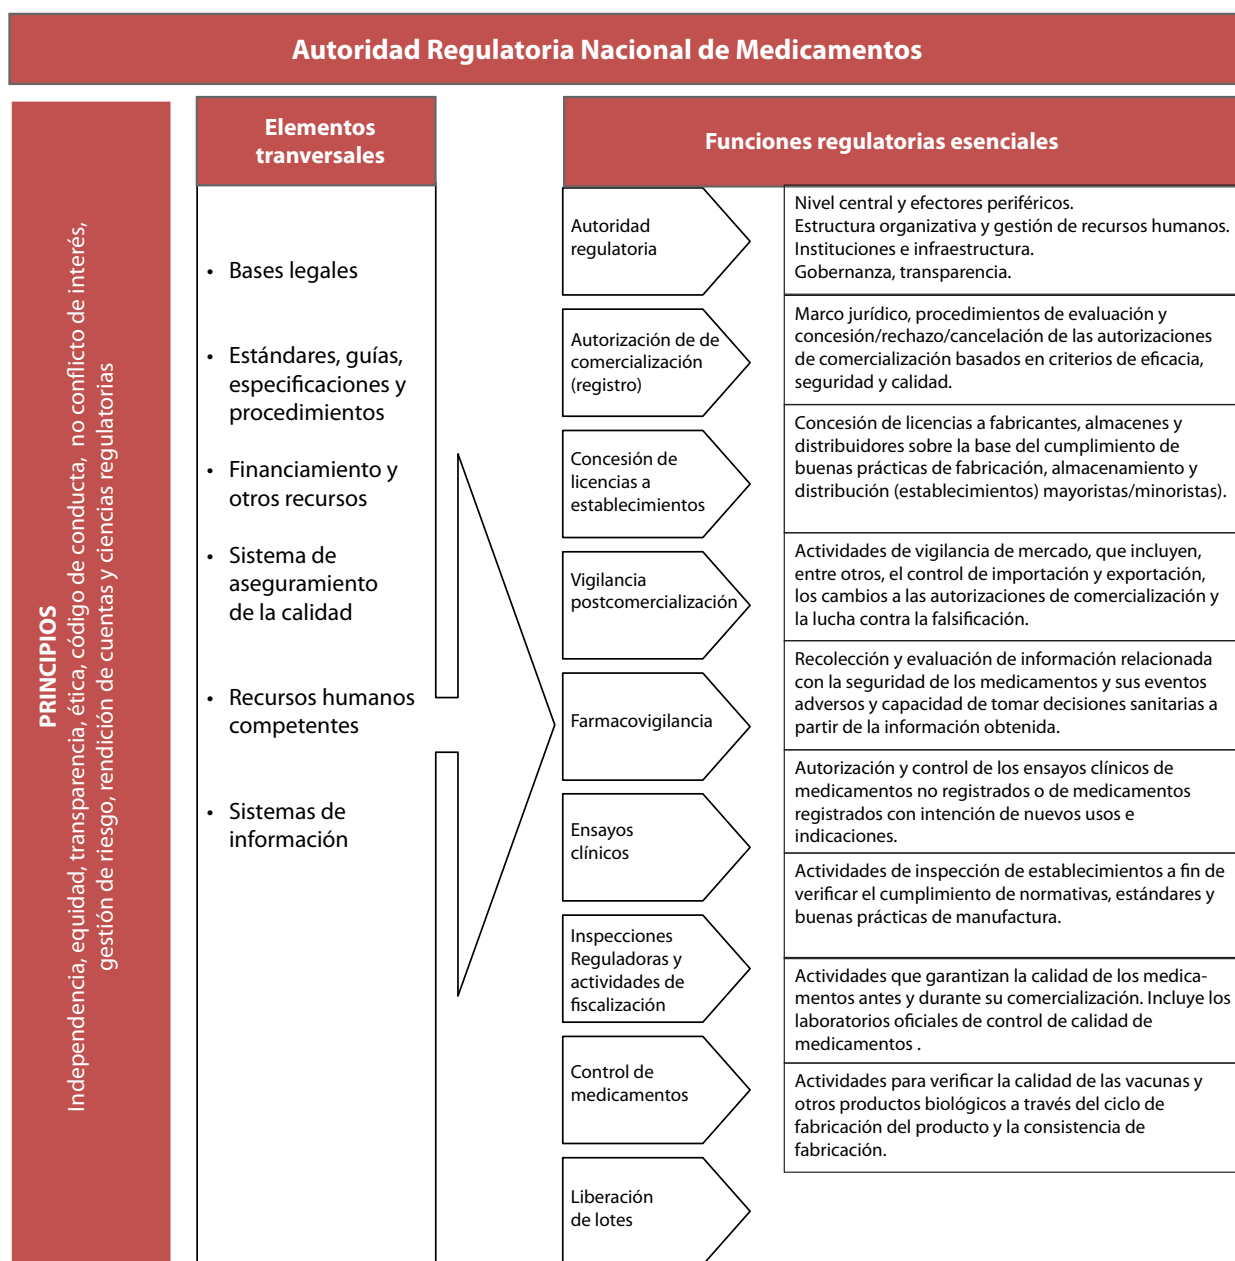 Autoridad Regulatoria Nacional de Medicamentos
PRINCIPIOS
Independencia, equidad, transparencia, ética, código de conducta, no conflicto de interés,
gestión de riesgo, rendición de cuentas y ciencias regulatorias
Elementos
tranversales
• Bases legales
• Estándares, guías,
especificaciones y
procedimientos
• Financiamiento y
otros recursos
• Sistema de
aseguramiento
de la calidad
• Recursos humanos
competentes
• Sistemas de
información
Funciones regulatorias esenciales
Autoridad
regulatoria
Nivel central y efectores periféricos.
Estructura organizativa y gestión de recursos humanos.
Instituciones e infraestructura.
Gobernanza, transparencia.
Autorización de de
comercialización
(registro)
Marco jurídico, procedimientos de evaluación y
concesión/rechazo/cancelación de las autorizaciones
de comercialización basados en criterios de eficacia,
seguridad y calidad.
Concesión de
licencias a
establecimientos
Concesión de licencias a fabricantes, almacenes y
distribuidores sobre la base del cumplimiento de
buenas prácticas de fabricación, almacenamiento y
distribución (establecimientos) mayoristas/minoristas).
Vigilancia
postcomercialización
Actividades de vigilancia de mercado, que incluyen,
entre otros, el control de importación y exportación,
los cambios a las autorizaciones de comercialización y
la lucha contra la falsificación.
Farmacovigilancia
Recolección y evaluación de información relacionada
con la seguridad de los medicamentos y sus eventos
adversos y capacidad de tomar decisiones sanitarias a
partir de la información obtenida.
Ensayos
clínicos
Autorización y control de los ensayos clínicos de
medicamentos no registrados o de medicamentos
registrados con intención de nuevos usos e
indicaciones.
Inspecciones
Reguladoras y
actividades de
fiscalización
Actividades de inspección de establecimientos a fin de
verificar el cumplimiento de normativas, estándares y
buenas prácticas de manufactura.
Control de
medicamentos
Actividades que garantizan la calidad de los medica-
mentos antes y durante su comercialización. Incluye los
laboratorios oficiales de control de calidad de
medicamentos .
Liberación
de lotes
Actividades para verificar la calidad de las vacunas y
otros productos biológicos a través del ciclo de
fabricación del producto y la consistencia de
fabricación.